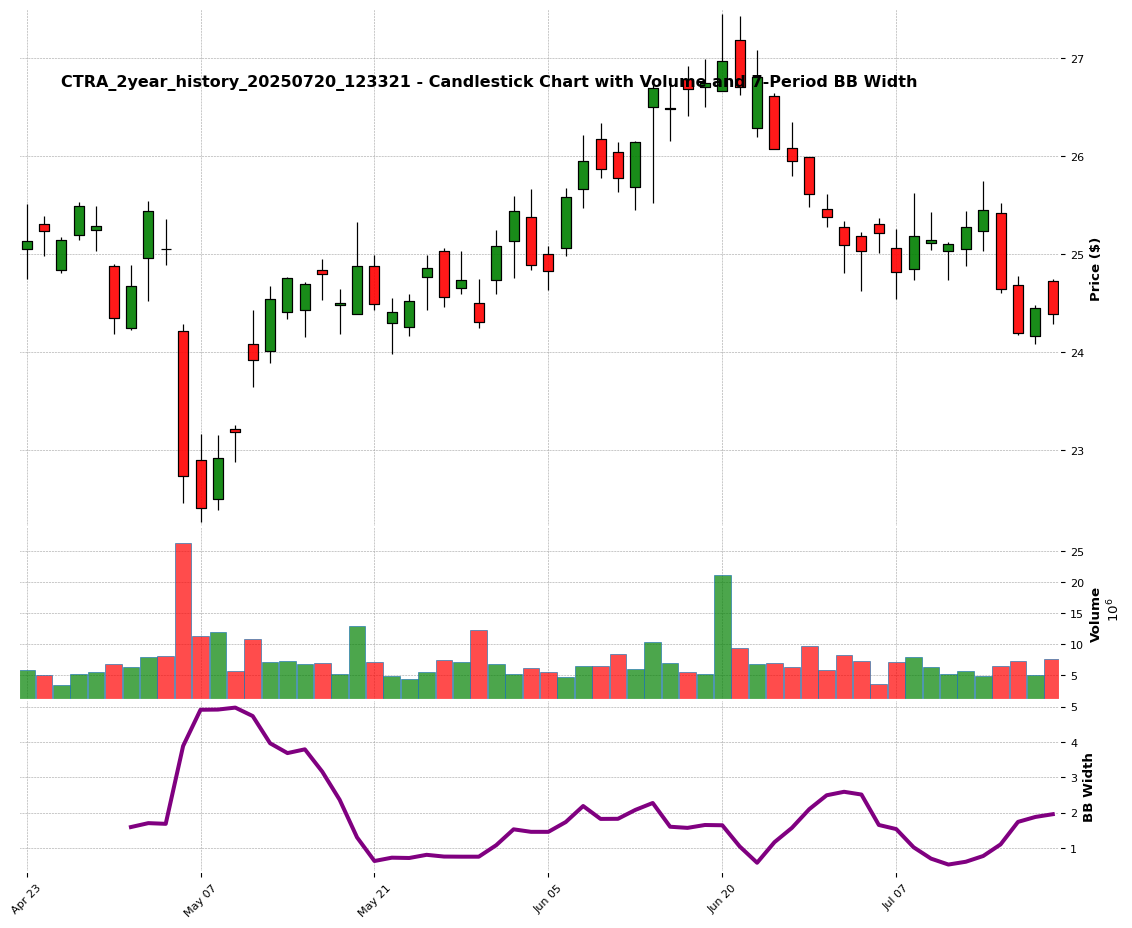 CTRA_2year_history_20250720_123321 - Candlestick Chart with Volume and 7-Period BB Width
27
26
25
24
23
Price ($)
25
20
15
10
5
Volume
10^6
5
4
3
2
1
BB Width
Apr 23
May 07
May 21
Jun 05
Jun 20
Jul 07